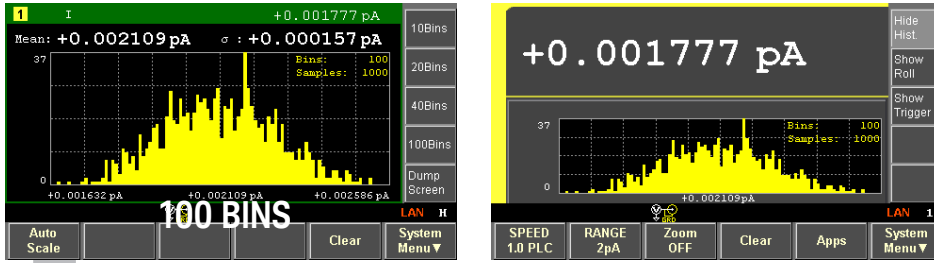 1 I +0.001777 pA
Mean: +0.002109 pA σ : +0.000157 pA
37
Bins: 100
Samples: 1000
0
+0.001632 pA +0.002109 pA +0.002586 pA
10Bins
20Bins
40Bins
100Bins
Dump
Screen
100 BINS
LAN H
Auto
Scale
Clear
System
Menu▼
+0.001777 pA
Hide
Hist.
Show
Roll
Show
Trigger
37
Bins: 100
Samples: 1000
0
+0.002109pA
LAN 1
SPEED
1.0 PLC
RANGE
2pA
Zoom
OFF
Clear
Apps
System
Menu▼